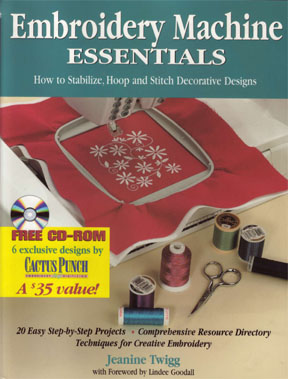 Embroidery Machine
ESSENTIALS
How to Stabilize, Hoop and Stitch Decorative Designs
FREE CD-ROM
6 exclusive designs by
CACTUS PUNCH
A $35 value!
20 Easy Step-by-Step Projects • Comprehensive Resource Directory
Techniques for Creative Embroidery
Jeanine Twigg
with Foreword by Lindee Goodall